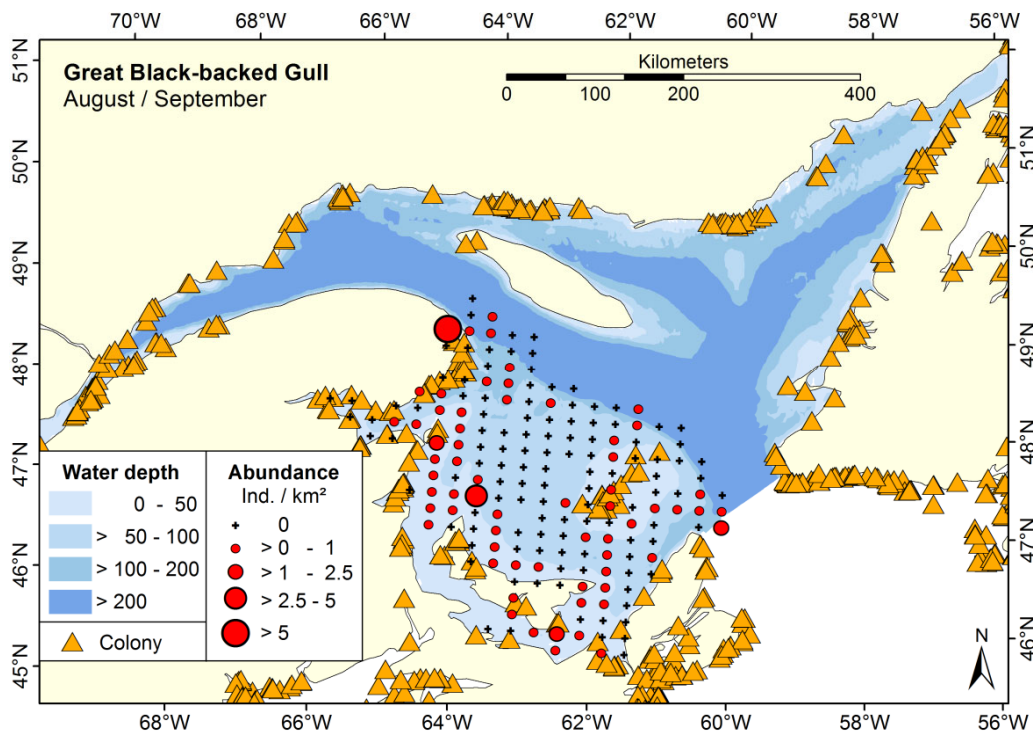 70°W 68°W 66°W 64°W 62°W 60°W 58°W 56°W
Great Black-backed Gull
August / September
Kilometers
0 100 200 400
51°N
50°N
49°N
48°N
47°N
46°N
45°N
51°N
50°N
49°N
48°N
47°N
46°N
Water depth
0 - 50
> 50 - 100
> 100 - 200
> 200
Colony
Abundance
Ind. / km²
0
> 0 - 1
> 1 - 2.5
> 2.5 - 5
> 5
N
68°W 66°W 64°W 62°W 60°W 58°W 56°W